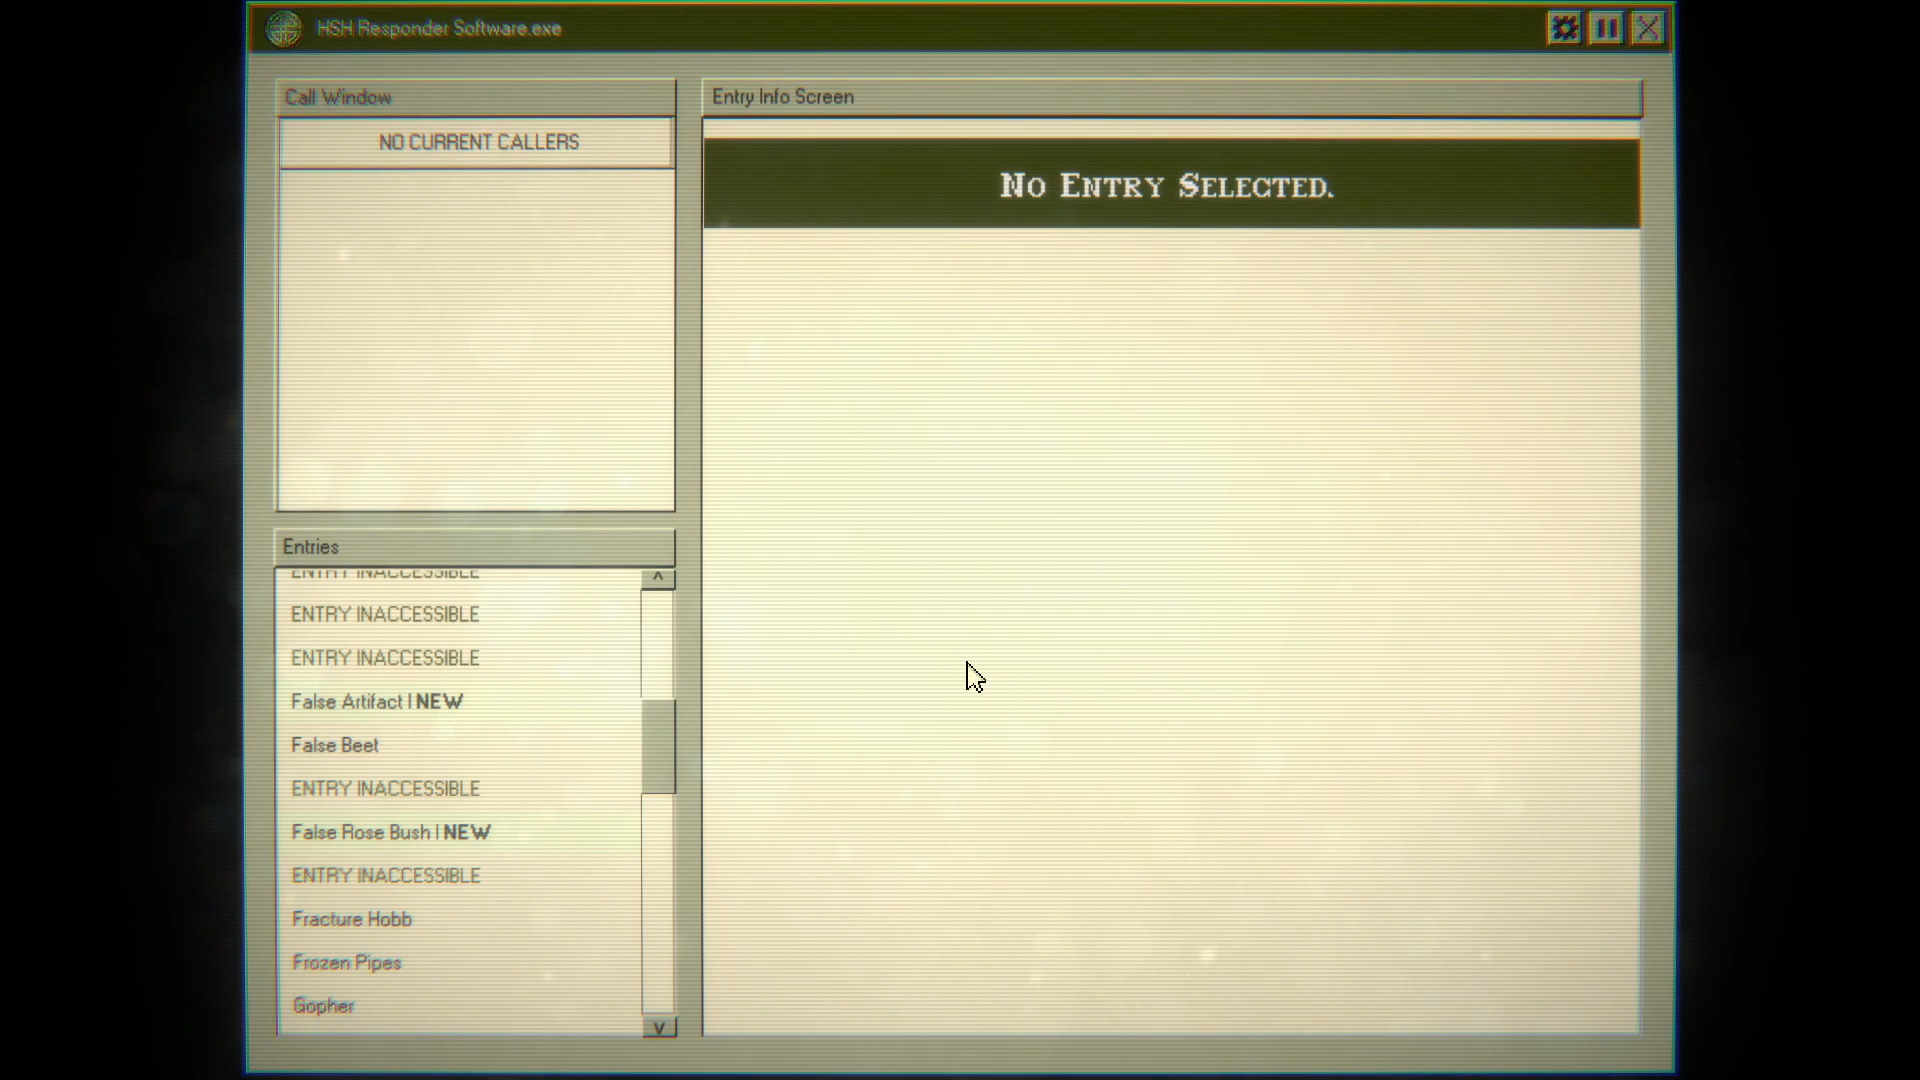 HSH Responder Software.exe
Call Window
NO CURRENT CALLERS
Entries
ENTRY INACCESSIBLE
ENTRY INACCESSIBLE
ENTRY INACCESSIBLE
False Artifact | NEW
False Beet
ENTRY INACCESSIBLE
False Rose Bush | NEW
ENTRY INACCESSIBLE
Fracture Hobb
Frozen Pipes
Gopher
Entry Info Screen
No Entry Selected.